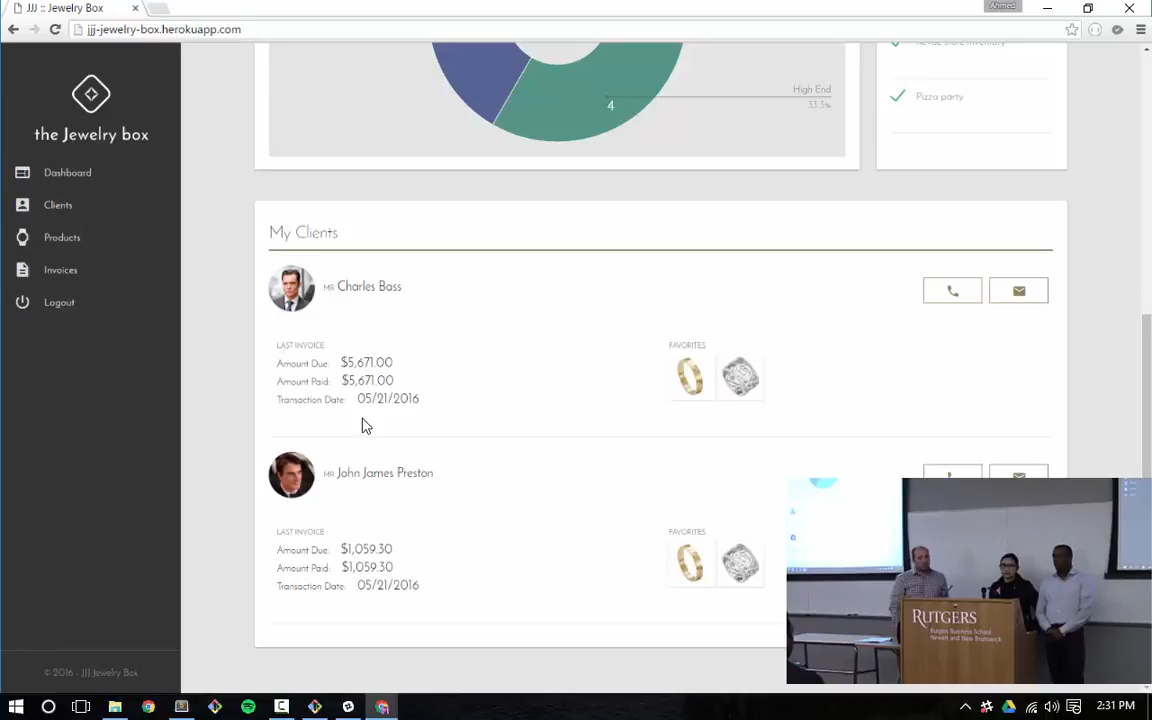 JJJ :: Jewelry Box
Ahmed
jjj-jewelry-box.herokuapp.com
the Jewelry box
Dashboard
Clients
Products
Invoices
Logout
© 2016 - JJJ Jewelry Box
4
High End
33.3%
Pizza party
My Clients
MR Charles Bass
LAST INVOICE
Amount Due: $5,671.00
Amount Paid: $5,671.00
Transaction Date: 05/21/2016
FAVORITES
MR John James Preston
LAST INVOICE
Amount Due: $1,059.30
Amount Paid: $1,059.30
Transaction Date: 05/21/2016
FAVORITES
RUTGERS
Rutgers Business School
Newark and New Brunswick
2:31 PM